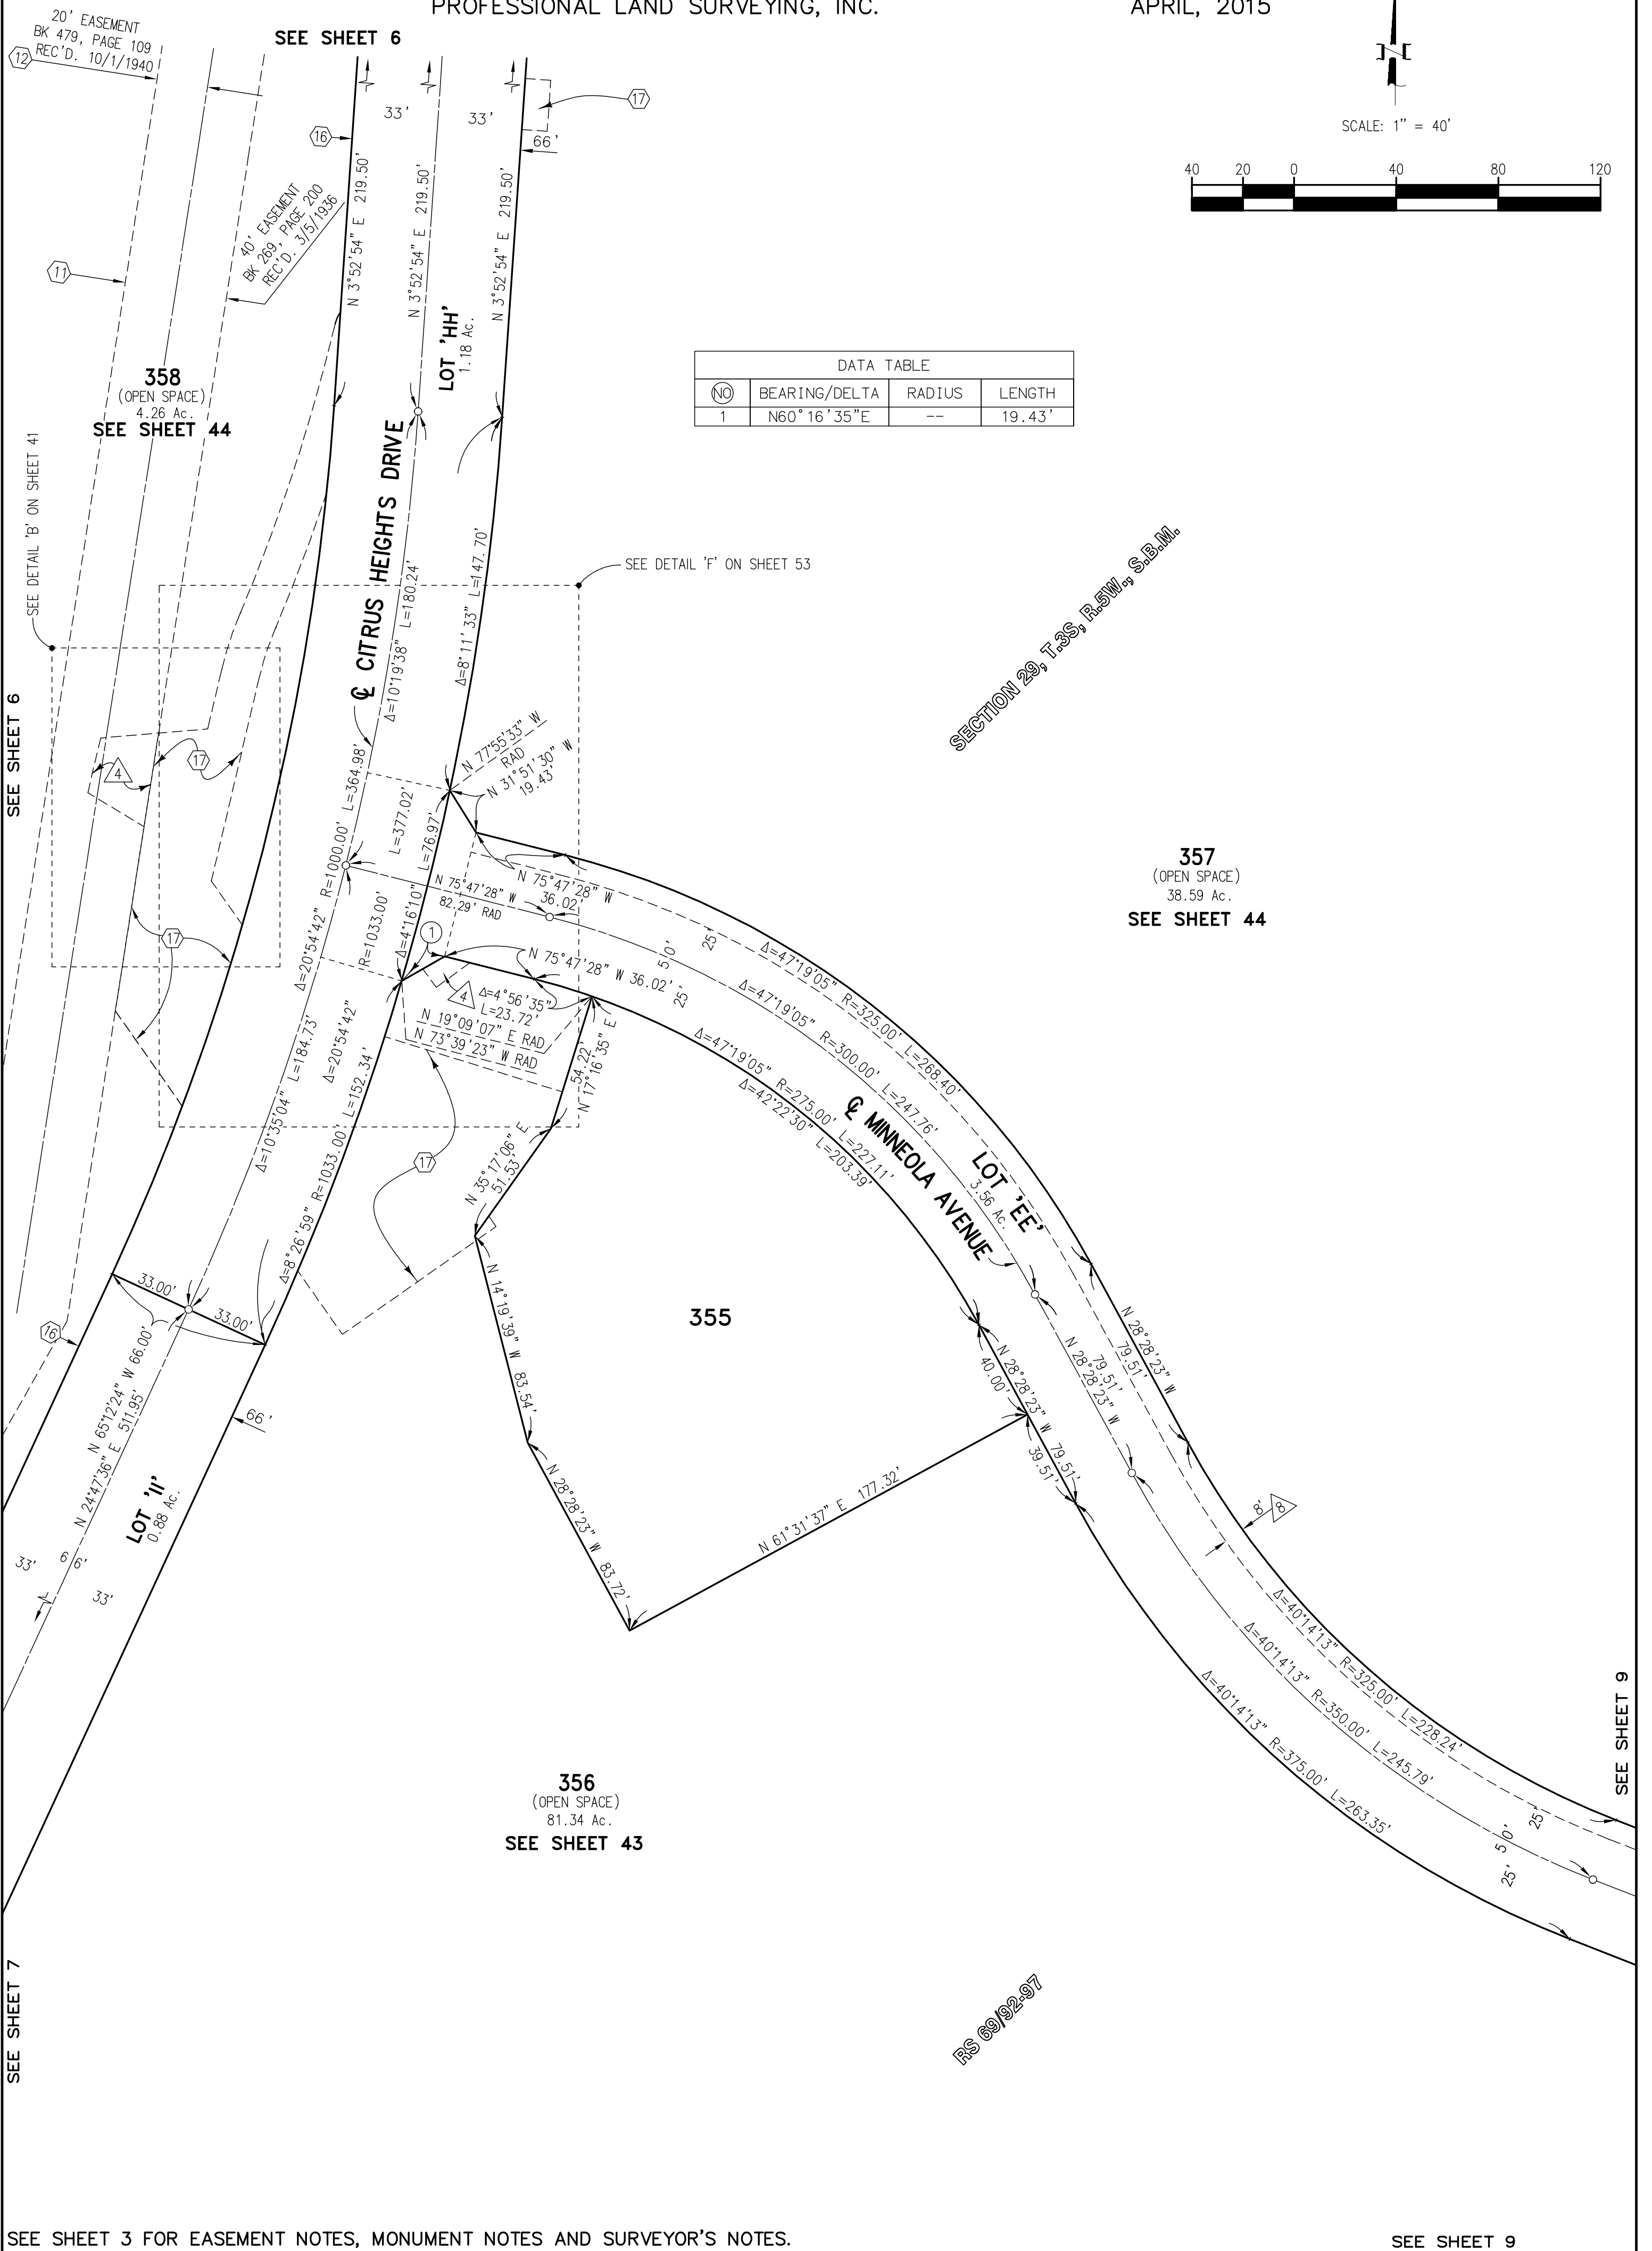 PROFESSIONAL LAND SURVEYING, INC.
APRIL, 2015
20' EASEMENT
BK 479, PAGE 109
REC'D. 10/1/1940
12
SEE SHEET 6
33'
33'
17
16
66'
SCALE: 1" = 40'
40 20 0 40 80 120
N 3°52'54" E 219.50'
N 3°52'54" E 219.50'
N 3°52'54" E 219.50'
40' EASEMENT
BK 269, PAGE 200
REC'D. 3/5/1936
11
LOT 'HH'
1.18 Ac.
358
(OPEN SPACE)
4.26 Ac.
SEE SHEET 44
DATA TABLE
NO BEARING/DELTA RADIUS LENGTH
1 N60°16'35"E -- 19.43'
SEE DETAIL 'B' ON SHEET 41
SEE DETAIL 'F' ON SHEET 53
℄ CITRUS HEIGHTS DRIVE
Δ=10°19'38" L=180.24'
Δ=8°11'33" L=147.70'
SECTION 29, T.3S, R.5W., S.B.M.
SEE SHEET 6
4
17
N 77°55'33" W
RAD
N 31°51'30" W
19.43'
Δ=20°54'42" R=1000.00' L=364.98'
L=377.02'
R=1033.00'
Δ=20°54'42"
Δ=4°16'10" L=76.97'
N 75°47'28" W
82.29' RAD
N 75°47'28" W
36.02'
1
17
N 75°47'28" W 36.02'
50'
25'
25'
4
Δ=4°56'35"
L=23.72'
N 19°09'07" E RAD
N 73°39'23" W RAD
357
(OPEN SPACE)
38.59 Ac.
SEE SHEET 44
Δ=47°19'05" R=325.00' L=268.40'
Δ=47°19'05" R=300.00' L=247.76'
Δ=47°19'05" R=275.00' L=227.11'
Δ=42°22'30" L=203.39'
℄ MINNEOLA AVENUE
LOT 'EE'
3.56 Ac.
Δ=10°35'04" L=184.73'
Δ=8°26'59" R=1033.00' L=152.34'
54.22'
N 17°16'35" E
17
N 35°17'06" E
51.53'
33.00'
33.00'
16
N 65°12'24" W 66.00'
N 24°47'36" E 511.95'
66'
LOT 'II'
0.88 Ac.
33'
66'
33'
N 14°19'39" W 83.54'
355
N 28°28'23" W 83.72'
N 61°31'37" E 177.32'
40.00'
N 28°28'23" W 79.51'
39.51'
79.51'
N 28°28'23" W
N 28°28'23" W
79.51'
8'
8
Δ=40°14'13" R=325.00' L=228.24'
Δ=40°14'13" R=350.00' L=245.79'
Δ=40°14'13" R=375.00' L=263.35'
25'
50'
25'
SEE SHEET 9
356
(OPEN SPACE)
81.34 Ac.
SEE SHEET 43
SEE SHEET 7
RS 69/92-97
SEE SHEET 3 FOR EASEMENT NOTES, MONUMENT NOTES AND SURVEYOR'S NOTES.
SEE SHEET 9